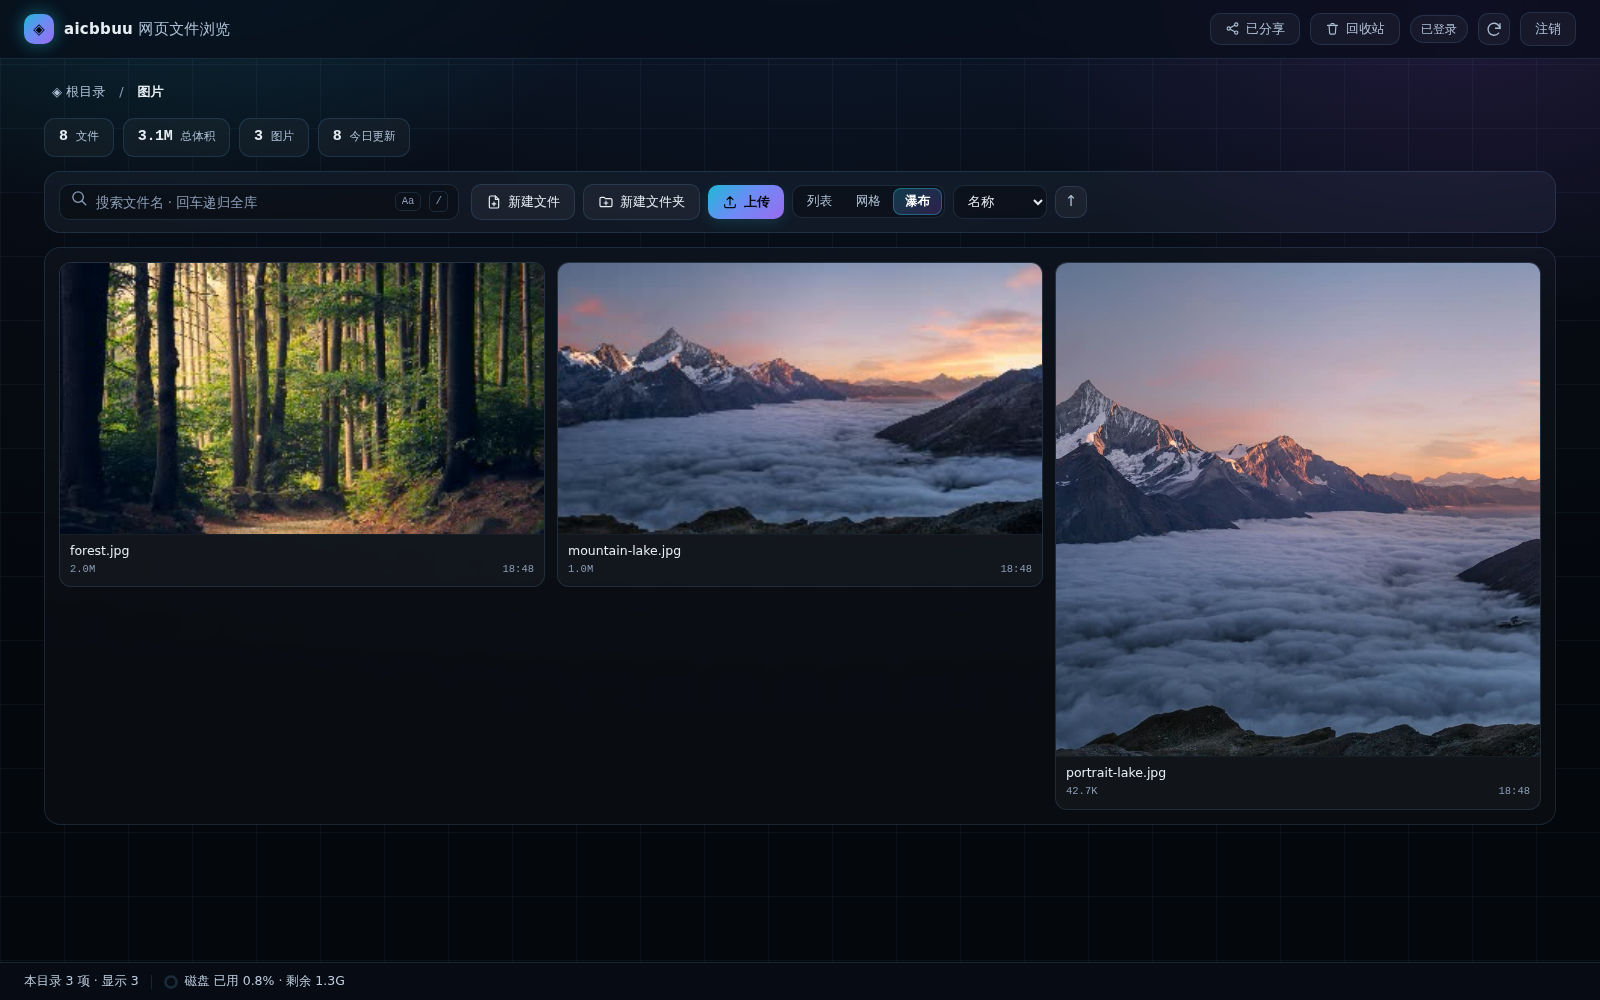 ◈ aicbbuu 网页文件浏览 已分享 回收站 已登录 注销
◈ 根目录 / 图片
8 文件 3.1M 总体积 3 图片 8 今日更新
搜索文件名 · 回车递归全库 Aa / 新建文件 新建文件夹 上传 列表 网格 瀑布 名称 ↑
forest.jpg
2.0M 18:48
mountain-lake.jpg
1.0M 18:48
portrait-lake.jpg
42.7K 18:48
本目录 3 项 · 显示 3 磁盘 已用 0.8% · 剩余 1.3G